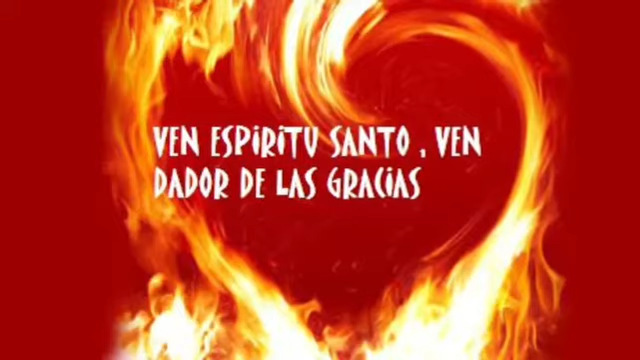 VEN ESPIRITU SANTO , VEN
DADOR DE LAS GRACIAS